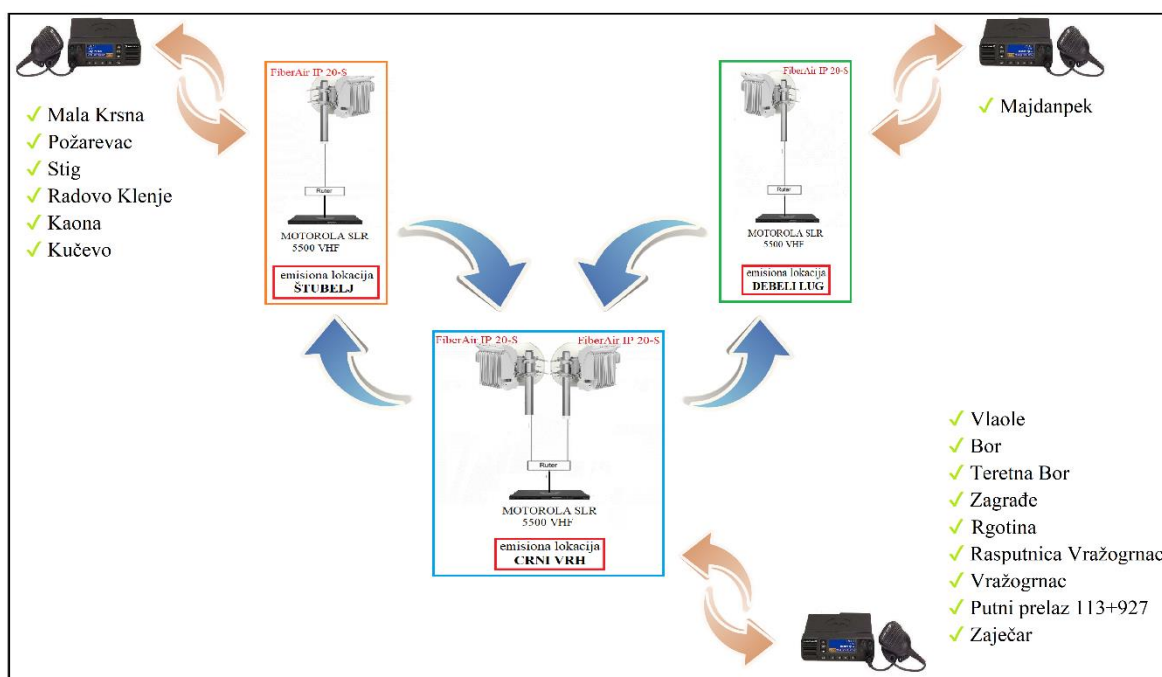 FiberAir IP 20-S
Ruter
MOTOROLA SLR
5500 VHF
emisiona lokacija
ŠTUBELJ
✓ Mala Krsna
✓ Požarevac
✓ Stig
✓ Radovo Klenje
✓ Kaona
✓ Kučevo
FiberAir IP 20-S
Ruter
MOTOROLA SLR
5500 VHF
emisiona lokacija
DEBELI LUG
✓ Majdanpek
FiberAir IP 20-S FiberAir IP 20-S
Ruter
MOTOROLA SLR
5500 VHF
emisiona lokacija
CRNI VRH
✓ Vlaole
✓ Bor
✓ Teretna Bor
✓ Zagrađe
✓ Rgotina
✓ Rasputnica Vražogrnac
✓ Vražogrnac
✓ Putni prelaz 113+927
✓ Zaječar